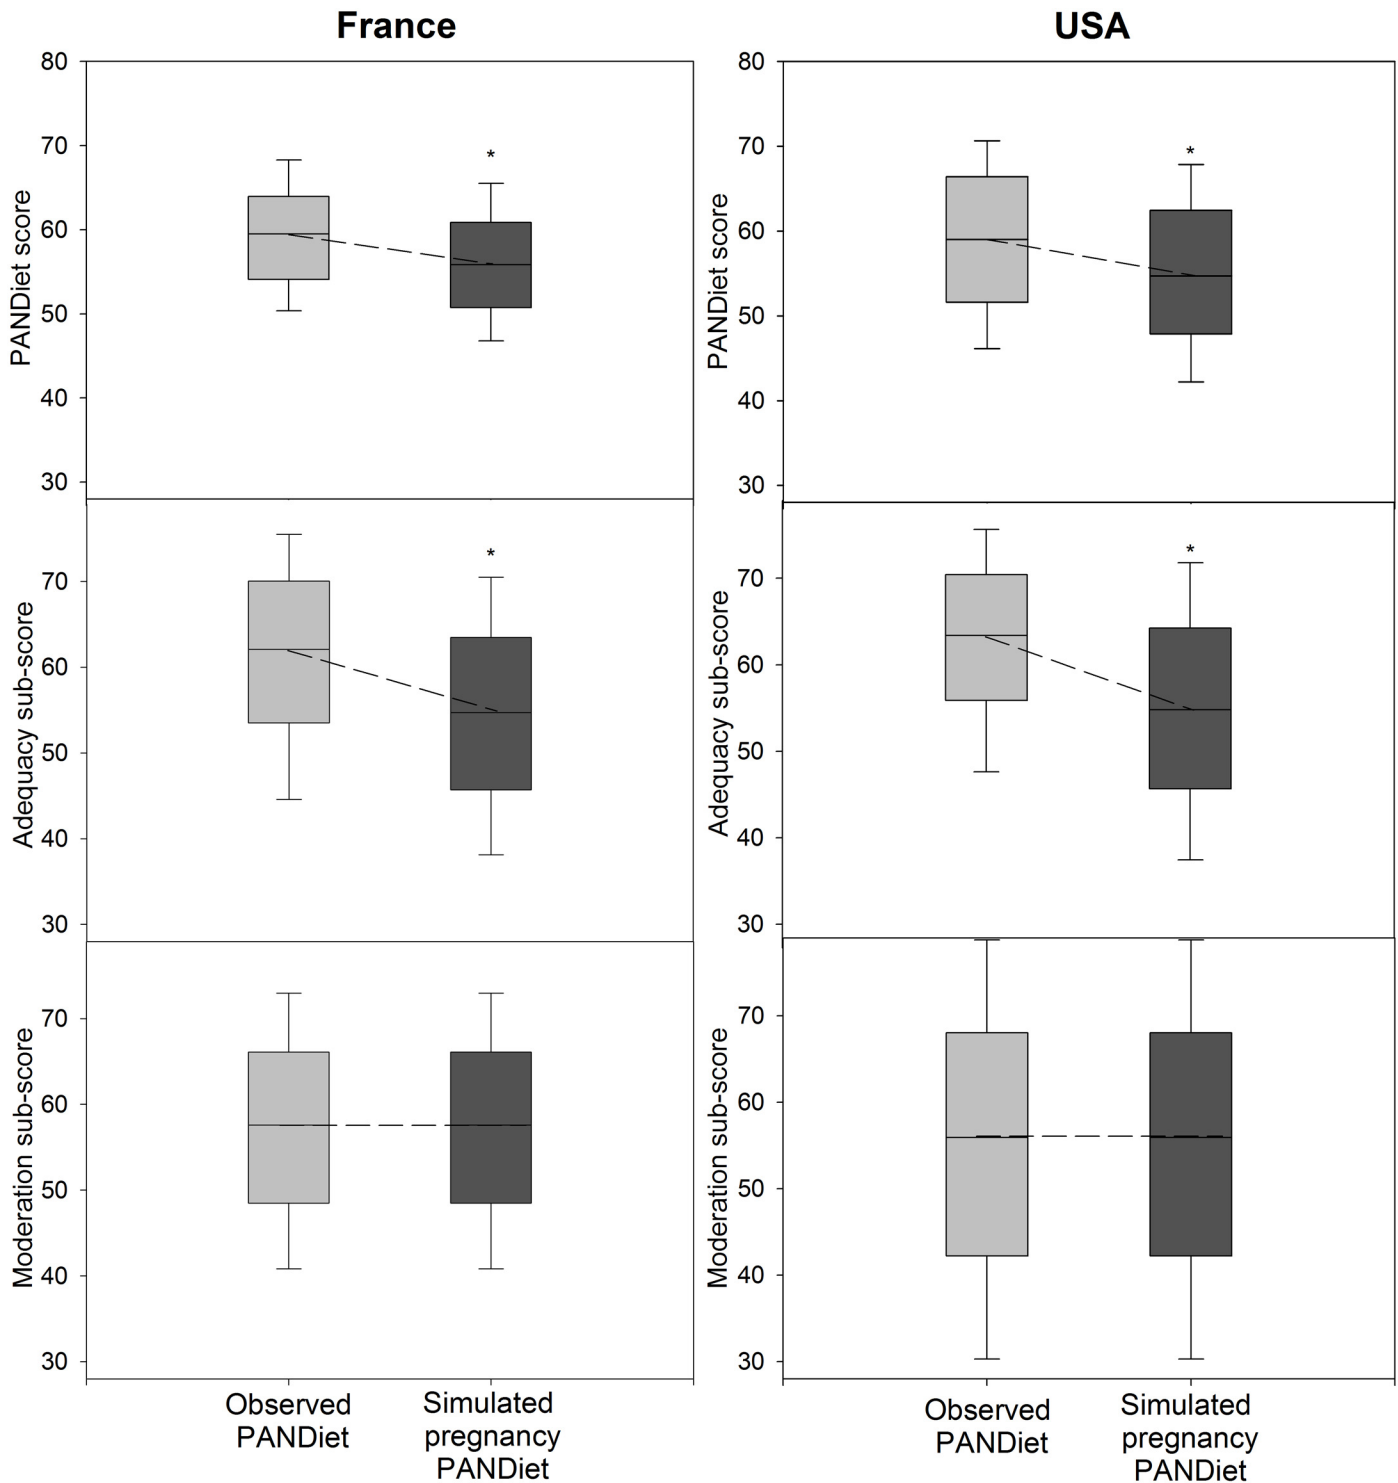 France
USA
80
70
60
50
40
30
PANDiet score
*
80
70
60
50
40
30
PANDiet score
*
70
60
50
40
30
Adequacy sub-score
*
70
60
50
40
30
Adequacy sub-score
*
70
60
50
40
30
Moderation sub-score
70
60
50
40
30
Moderation sub-score
Observed
PANDiet
Simulated
pregnancy
PANDiet
Observed
PANDiet
Simulated
pregnancy
PANDiet